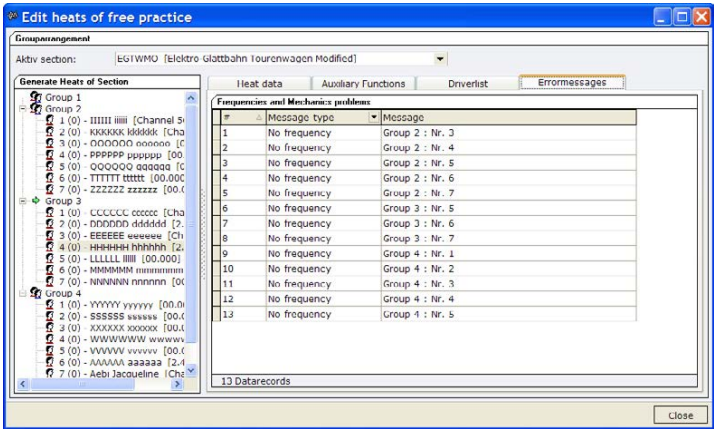 Edit heats of free practice
Grouparrangement
Aktiv section:
EGTWMO [Elektro-Glattbahn Tourenwagen Modified]
Generate Heats of Section
Group 1
Group 2
1 (0) - IIIIII iiiiii [Channel 5
2 (0) - KKKKKK kkkkkk [Cha
3 (0) - OOOOOO oooooo [C
4 (0) - PPPPPP pppppp [00.
5 (0) - QQQQQQ qqqqqq [C
6 (0) - TTTTTT tttttt [00.000
7 (0) - ZZZZZZ zzzzzz [00.0
Group 3
1 (0) - CCCCCC cccccc [Cha
2 (0) - DDDDDD dddddd [2.
3 (0) - EEEEEE eeeeee [Ch
4 (0) - HHHHHH hhhhhh [2.
5 (0) - LLLLLL llllll [00.000]
6 (0) - MMMMMM mmmmmm
7 (0) - NNNNNN nnnnnn [00
Group 4
1 (0) - YYYYYY yyyyyy [00.0
2 (0) - SSSSSS ssssss [00.0
3 (0) - XXXXXX xxxxxx [00.0
4 (0) - WWWWWW wwwww
5 (0) - VVVVVV vvvvvv [00.0
6 (0) - AAAAAA aaaaaa [2.4
7 (0) - Aebi Jacqueline [Cha
Heat data Auxiliary Functions Driverlist Errormessages
Frequencies and Mechanics problems
# Message type Message
1 No frequency Group 2 : Nr. 3
2 No frequency Group 2 : Nr. 4
3 No frequency Group 2 : Nr. 5
4 No frequency Group 2 : Nr. 6
5 No frequency Group 2 : Nr. 7
6 No frequency Group 3 : Nr. 5
7 No frequency Group 3 : Nr. 6
8 No frequency Group 3 : Nr. 7
9 No frequency Group 4 : Nr. 1
10 No frequency Group 4 : Nr. 2
11 No frequency Group 4 : Nr. 3
12 No frequency Group 4 : Nr. 4
13 No frequency Group 4 : Nr. 5
13 Datarecords
Close